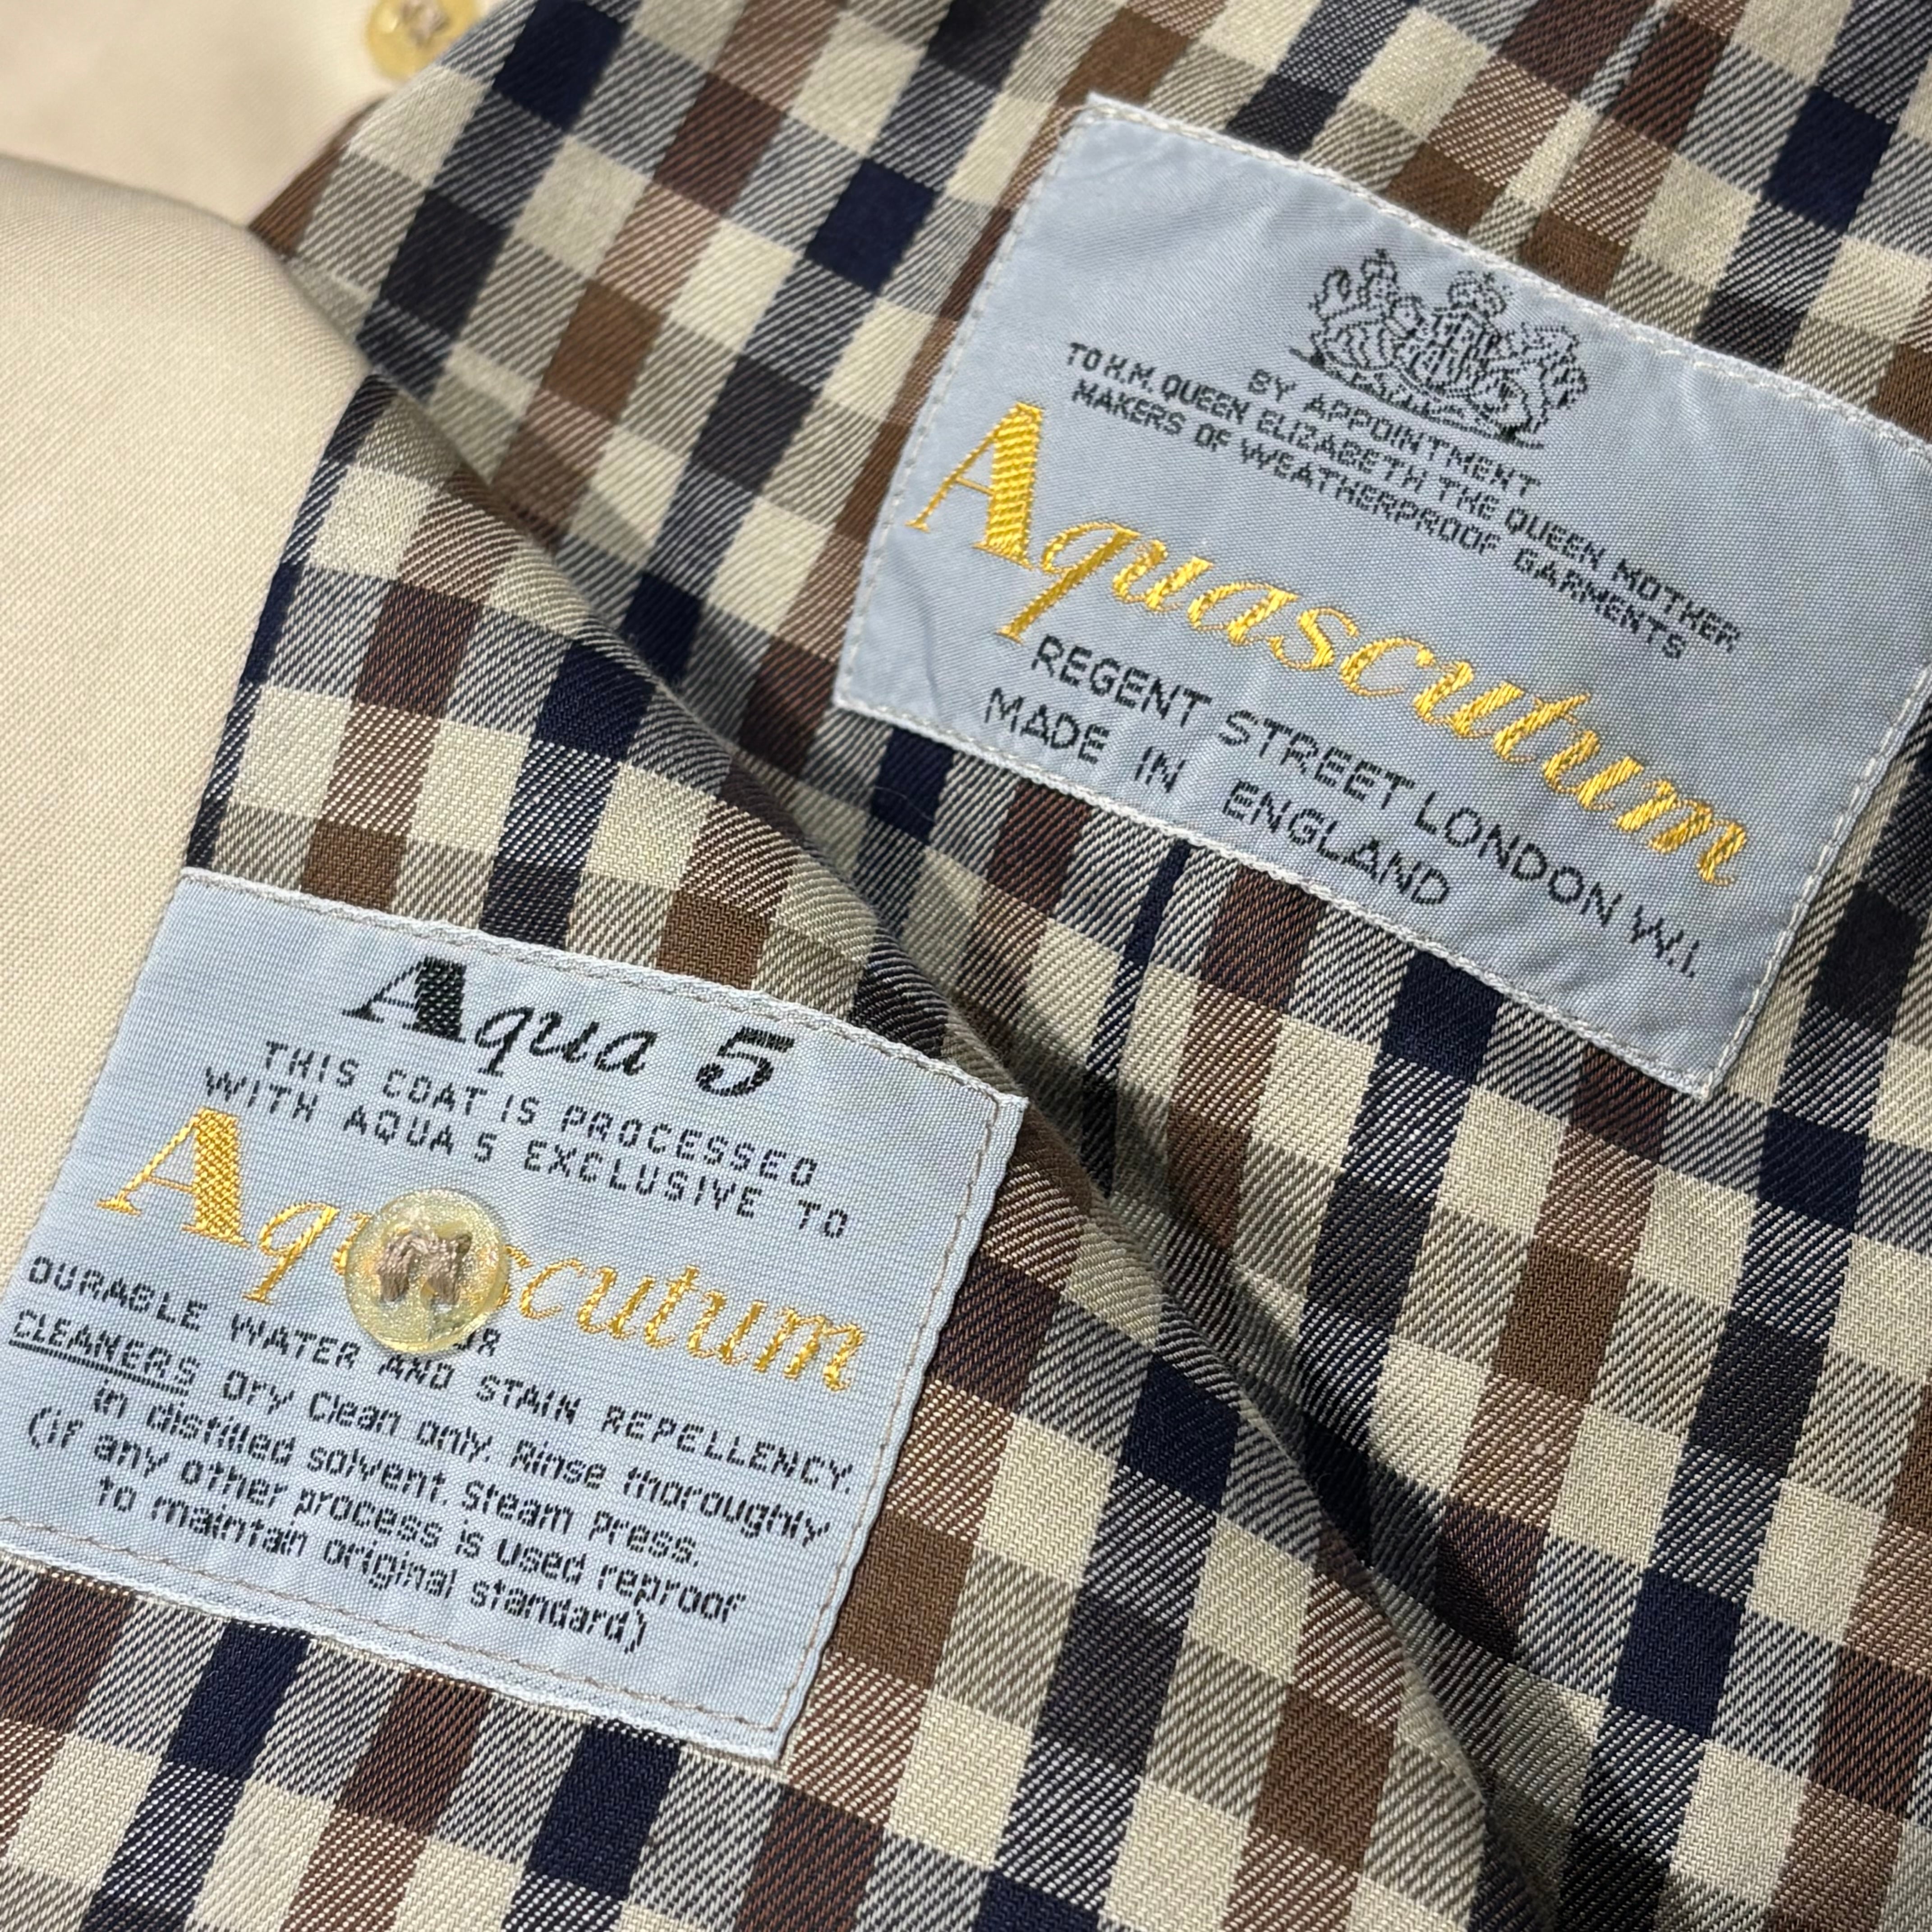 BY APPOINTMENT
TO H.M. QUEEN ELIZABETH THE QUEEN MOTHER
MAKERS OF WEATHERPROOF GARMENTS
Aquascutum
REGENT STREET LONDON W.1.
MADE IN ENGLAND
Aqua 5
THIS COAT IS PROCESSED
WITH AQUA 5 EXCLUSIVE TO
Aquascutum
DURABLE WATER AND STAIN REPELLENCY.
CLEANERS Dry Clean only. Rinse thoroughly
in distilled solvent. Steam Press.
(if any other process is used reproof
to maintain original standard)